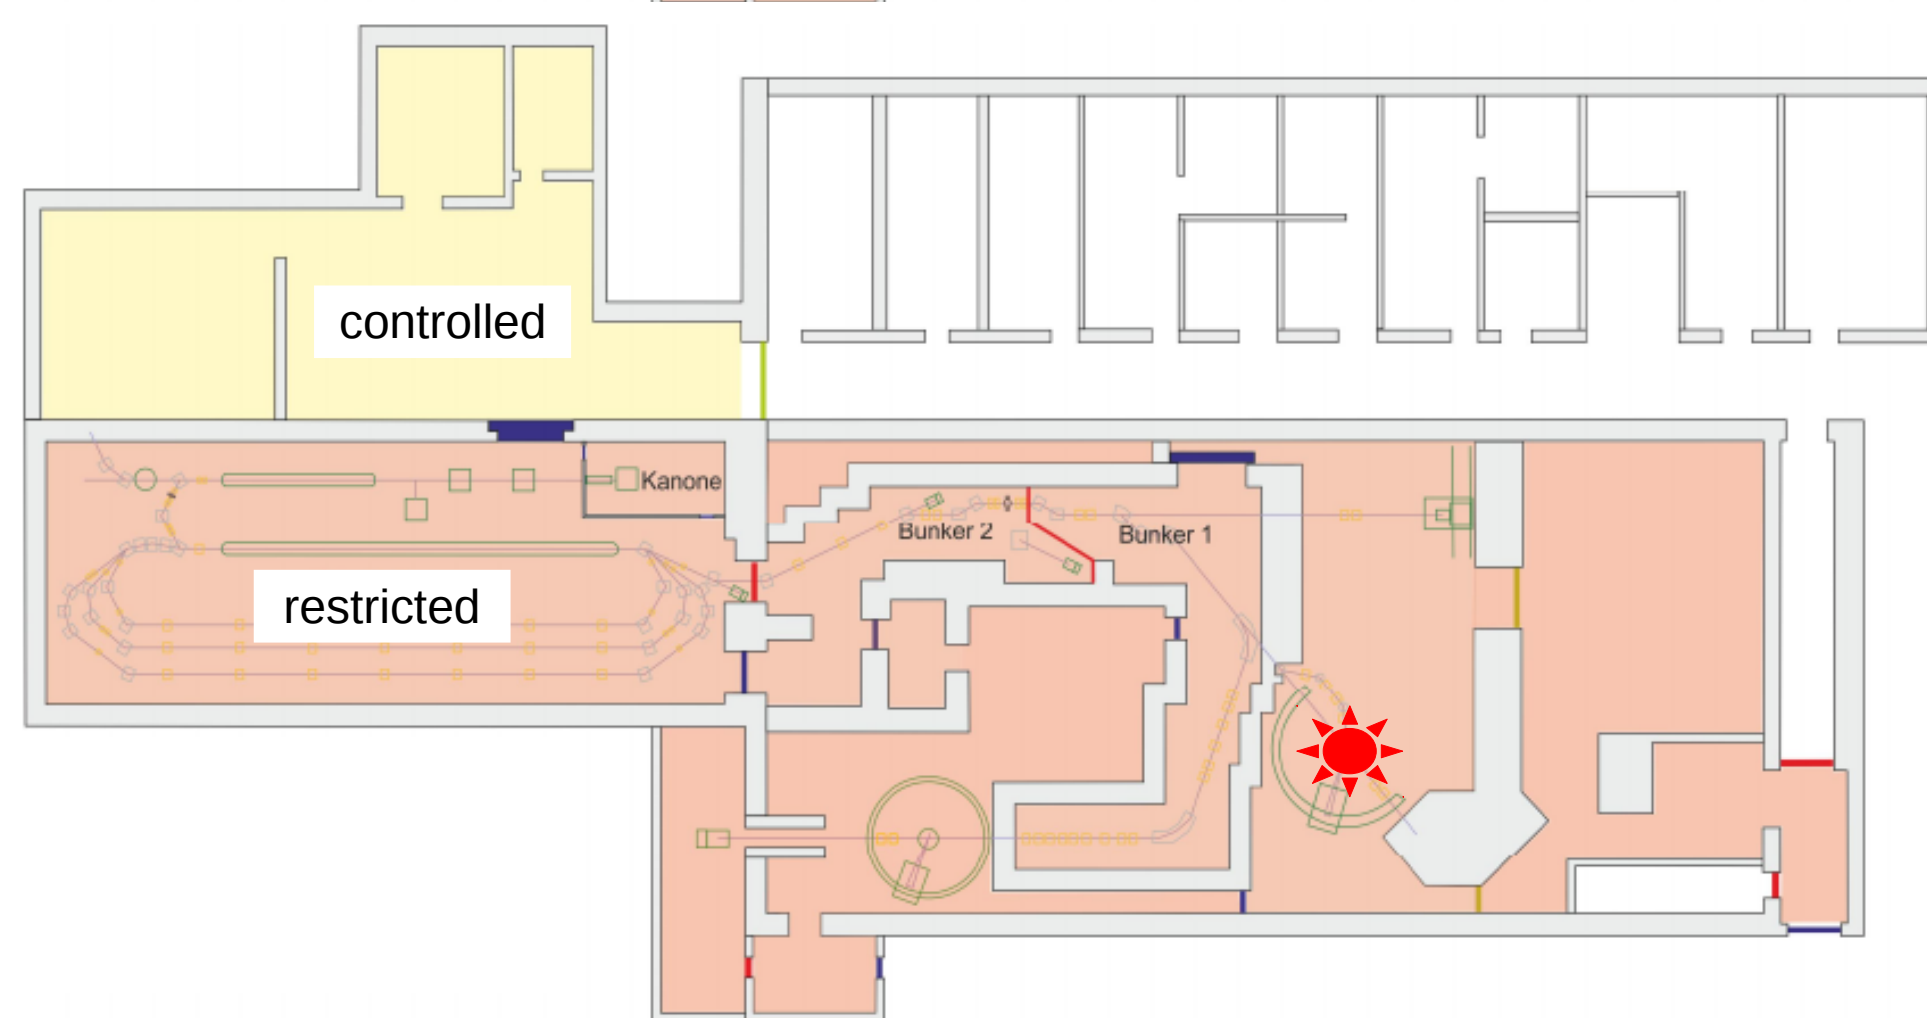 controlled
Kanone
Bunker 2
Bunker 1
restricted